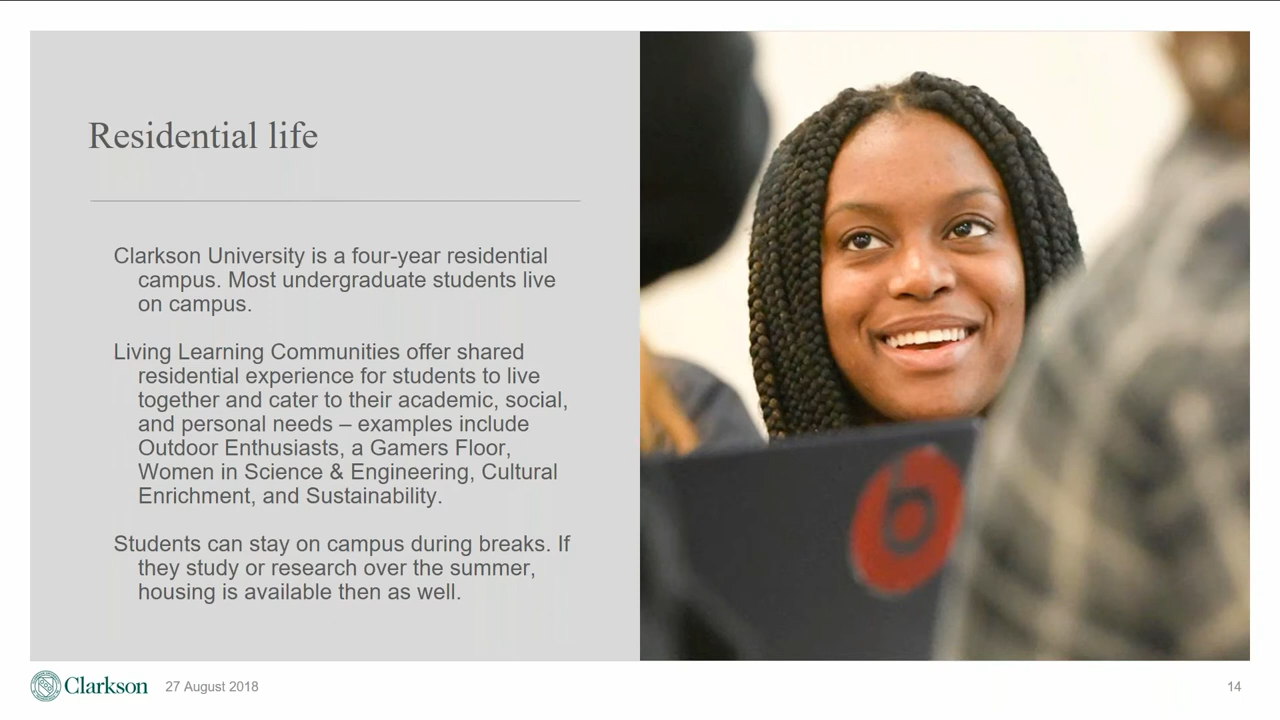 Residential life
Clarkson University is a four-year residential
campus. Most undergraduate students live
on campus.
Living Learning Communities offer shared
residential experience for students to live
together and cater to their academic, social,
and personal needs – examples include
Outdoor Enthusiasts, a Gamers Floor,
Women in Science & Engineering, Cultural
Enrichment, and Sustainability.
Students can stay on campus during breaks. If
they study or research over the summer,
housing is available then as well.
b
Clarkson
27 August 2018
14